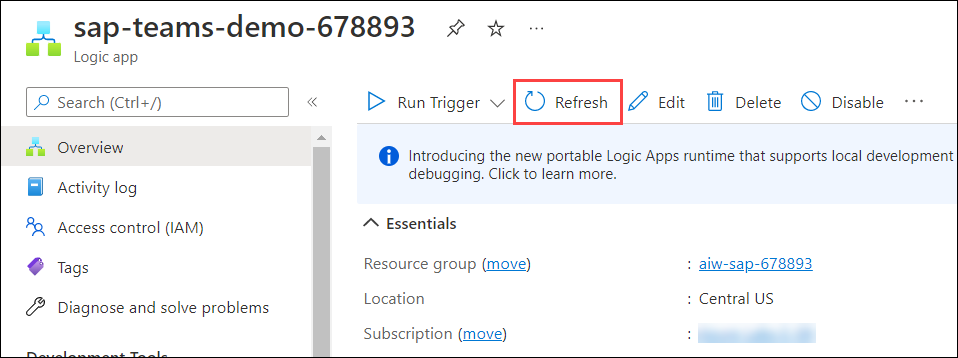 sap-teams-demo-678893
Logic app
Search (Ctrl+/)
Overview
Activity log
Access control (IAM)
Tags
Diagnose and solve problems
Development Tools
Run Trigger Refresh Edit Delete Disable
Introducing the new portable Logic Apps runtime that supports local development
debugging. Click to learn more.
Essentials
Resource group (move) : aiw-sap-678893
Location : Central US
Subscription (move) :